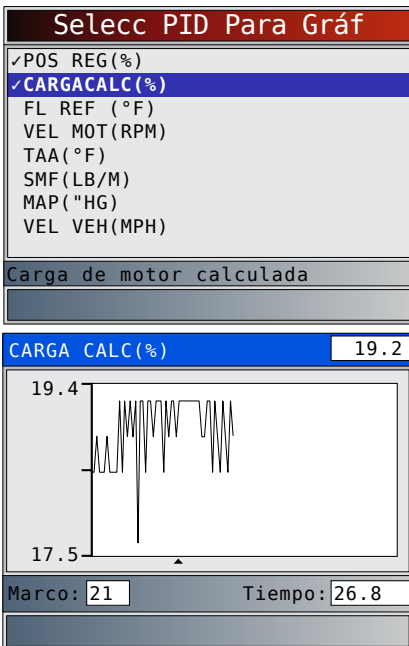 Selecc PID Para Gráf
✓POS REG(%)
✓CARGACALC(%)
FL REF (°F)
VEL MOT(RPM)
TAA(°F)
SMF(LB/M)
MAP("HG)
VEL VEH(MPH)
Carga de motor calculada
CARGA CALC(%) 19.2
19.4
17.5
Marco: 21 Tiempo: 26.8